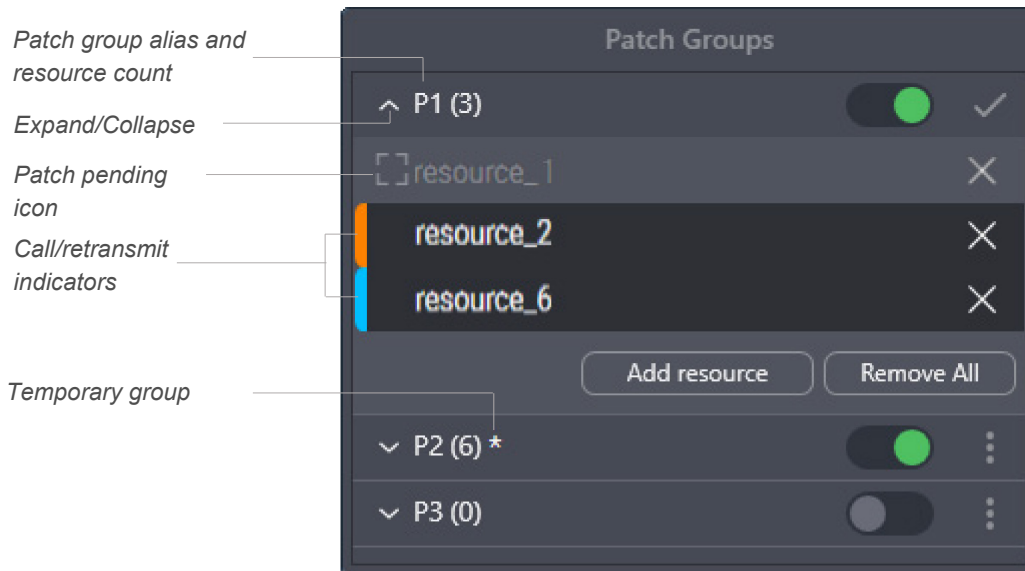 Patch Groups
Patch group alias and
resource count
P1 (3)
Expand/Collapse
Patch pending
icon
resource_1
Call/retransmit
indicators
resource_2
resource_6
Add resource
Remove All
Temporary group
P2 (6) *
P3 (0)